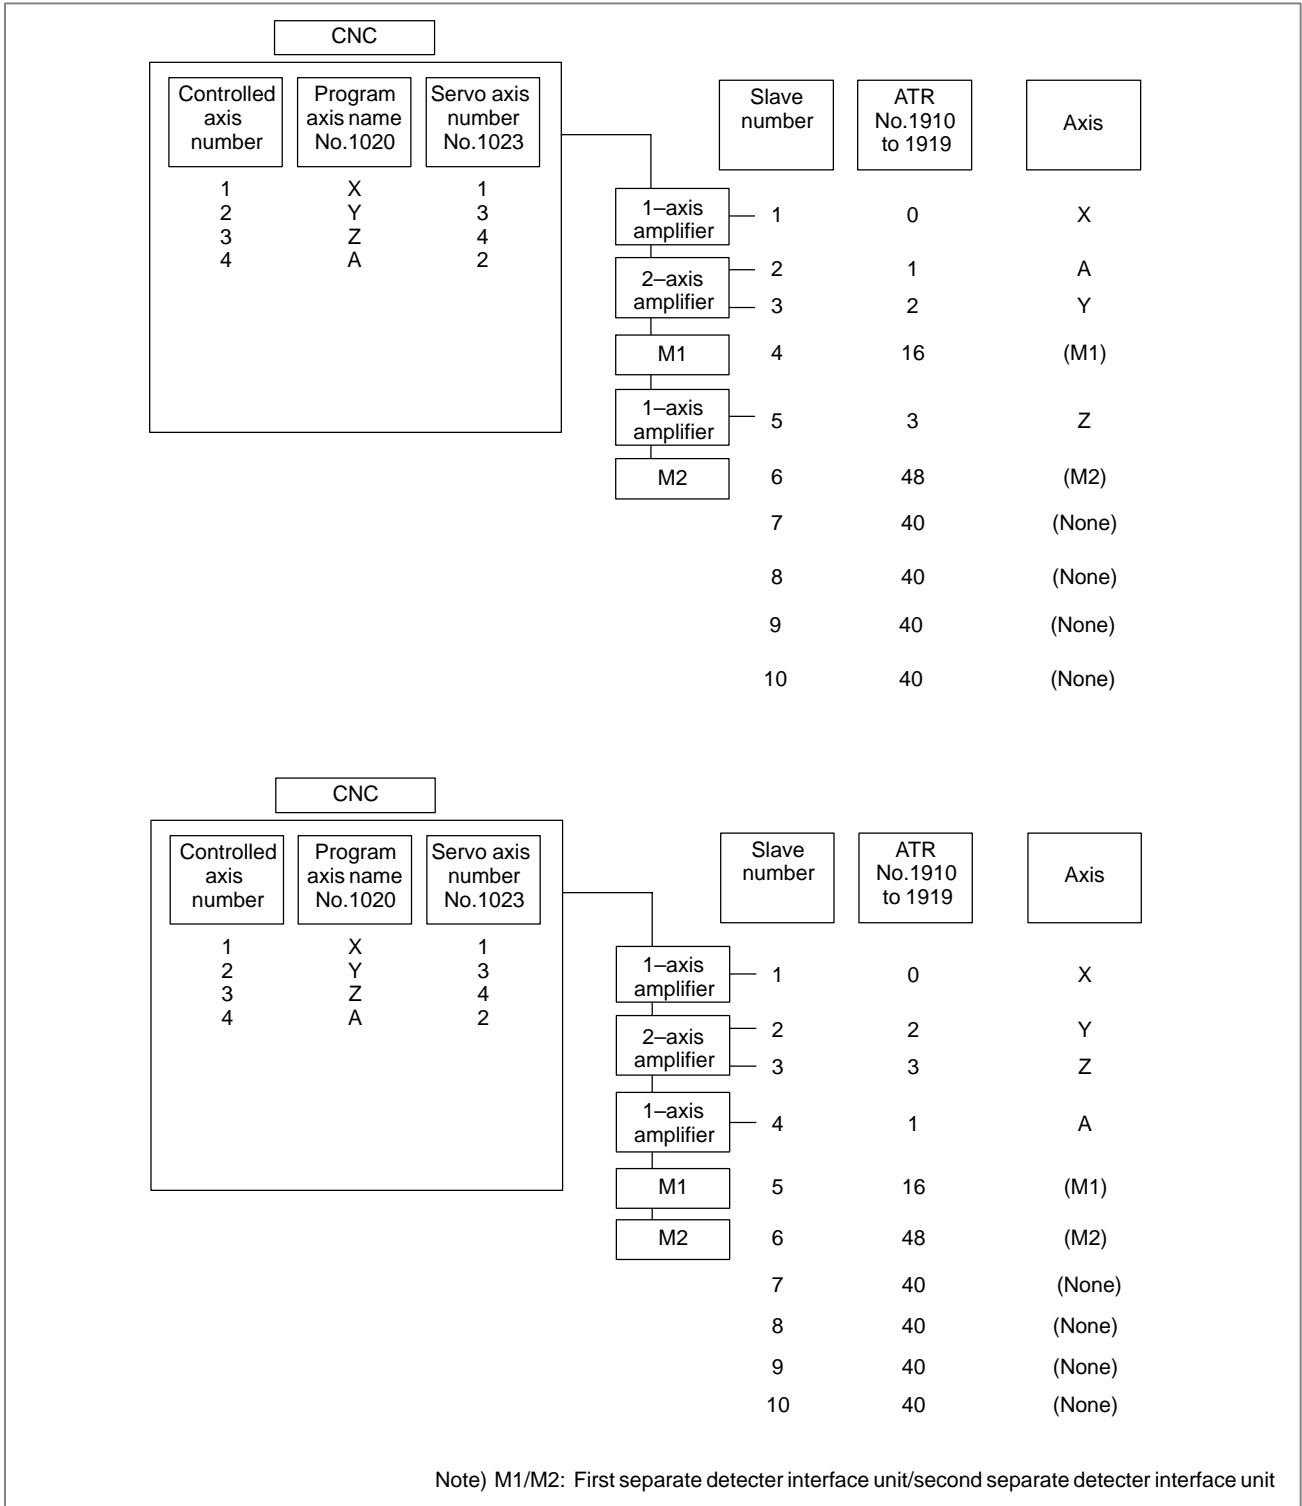 CNC
Controlled axis number
Program axis name No.1020
Servo axis number No.1023
Slave number
ATR No.1910 to 1919
Axis
1 X 1
2 Y 3
3 Z 4
4 A 2
1–axis amplifier 1 0 X
2–axis amplifier 2 1 A
3 2 Y
M1 4 16 (M1)
1–axis amplifier 5 3 Z
M2 6 48 (M2)
7 40 (None)
8 40 (None)
9 40 (None)
10 40 (None)
CNC
Controlled axis number
Program axis name No.1020
Servo axis number No.1023
Slave number
ATR No.1910 to 1919
Axis
1 X 1
2 Y 3
3 Z 4
4 A 2
1–axis amplifier 1 0 X
2–axis amplifier 2 2 Y
3 3 Z
1–axis amplifier 4 1 A
M1 5 16 (M1)
M2 6 48 (M2)
7 40 (None)
8 40 (None)
9 40 (None)
10 40 (None)
Note) M1/M2: First separate detecter interface unit/second separate detecter interface unit